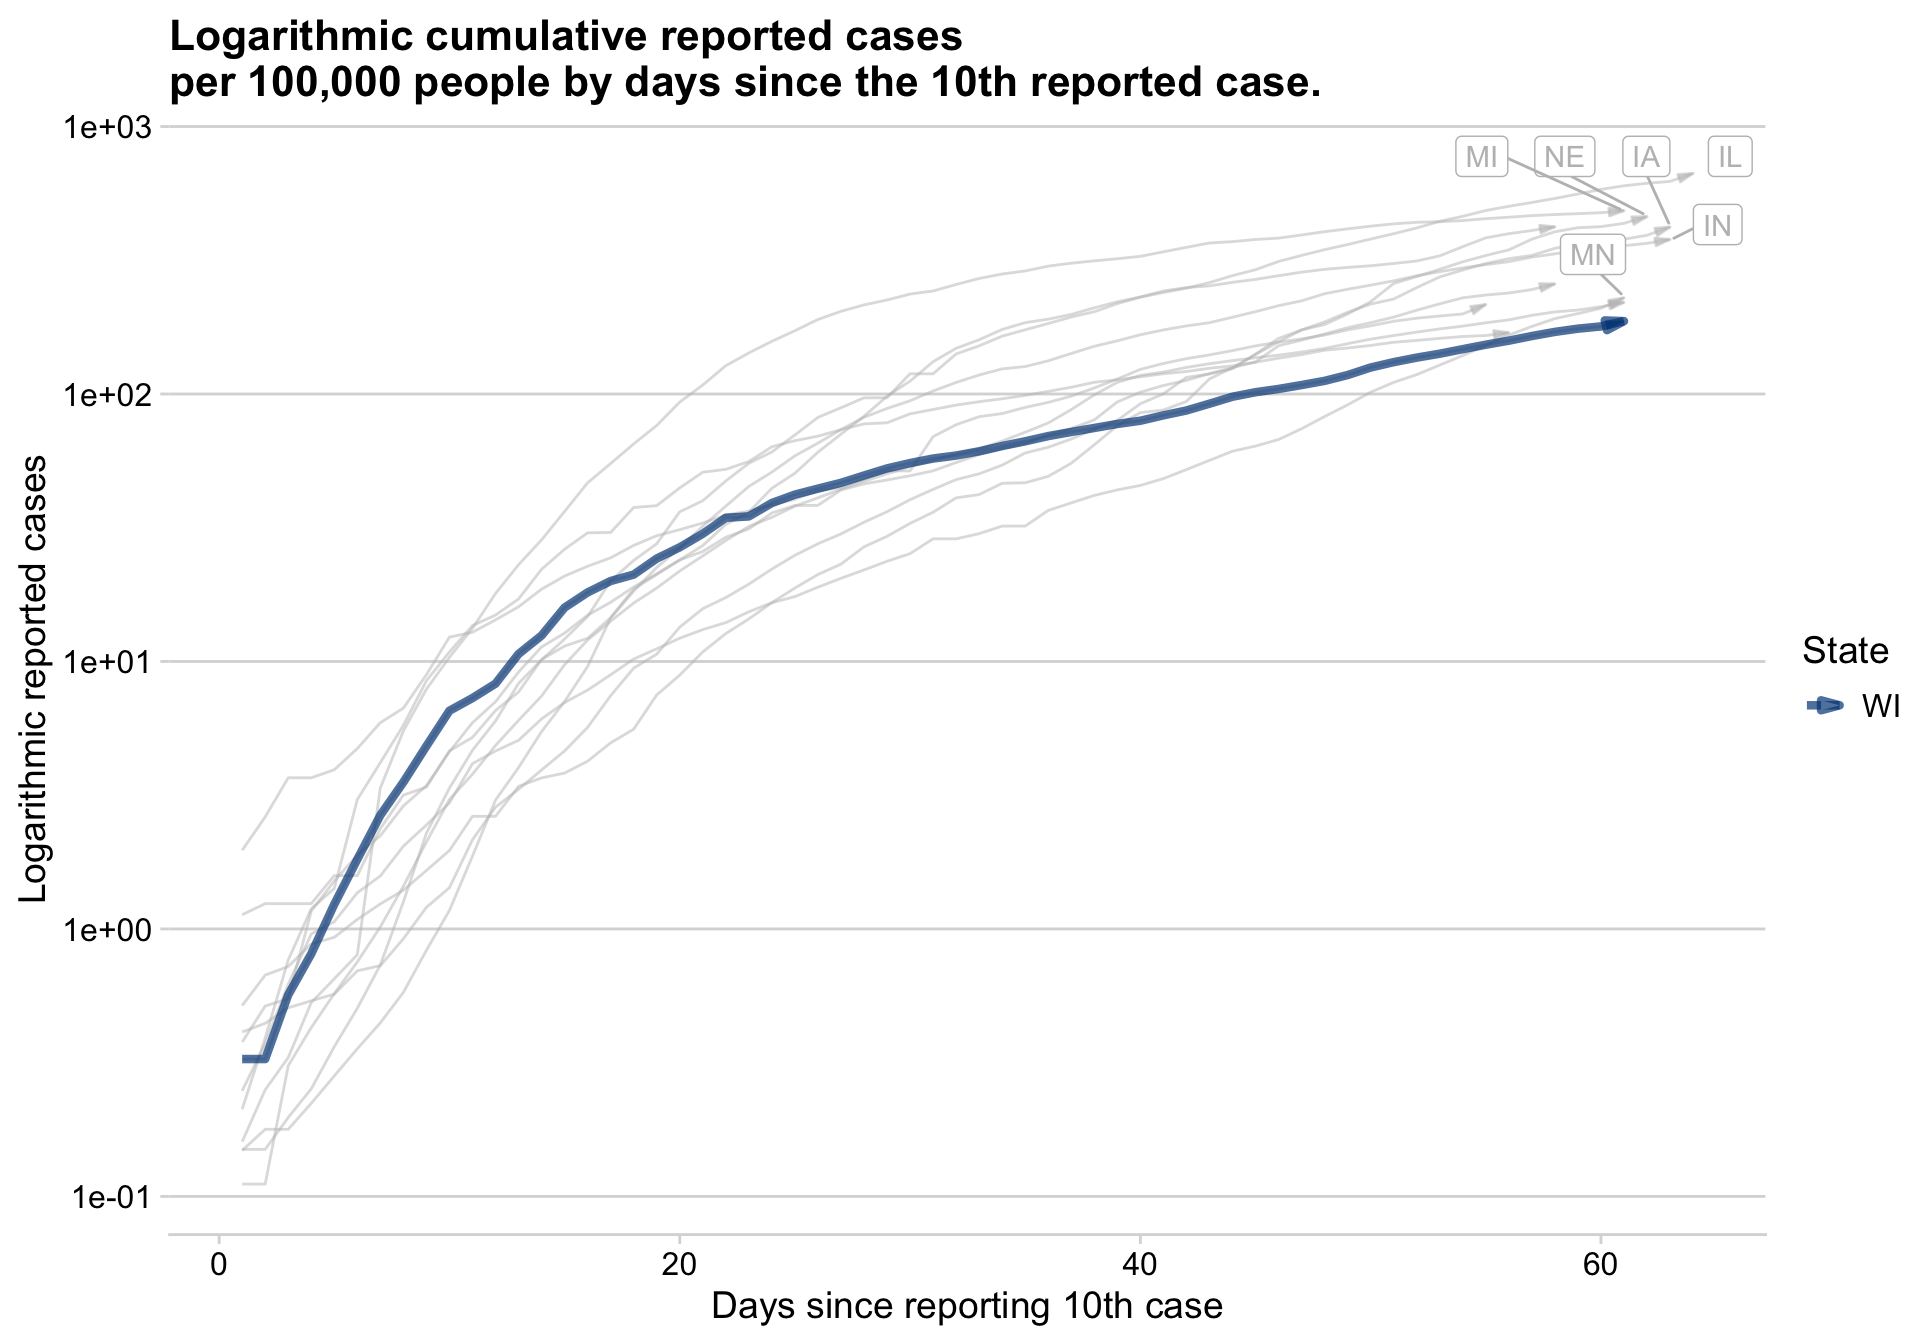 Logarithmic cumulative reported cases
per 100,000 people by days since the 10th reported case.
1e+03
MI
NE
IA
IL
IN
MN
1e+02
1e+01
1e+00
1e-01
Logarithmic reported cases
State
WI
0
20
40
60
Days since reporting 10th case